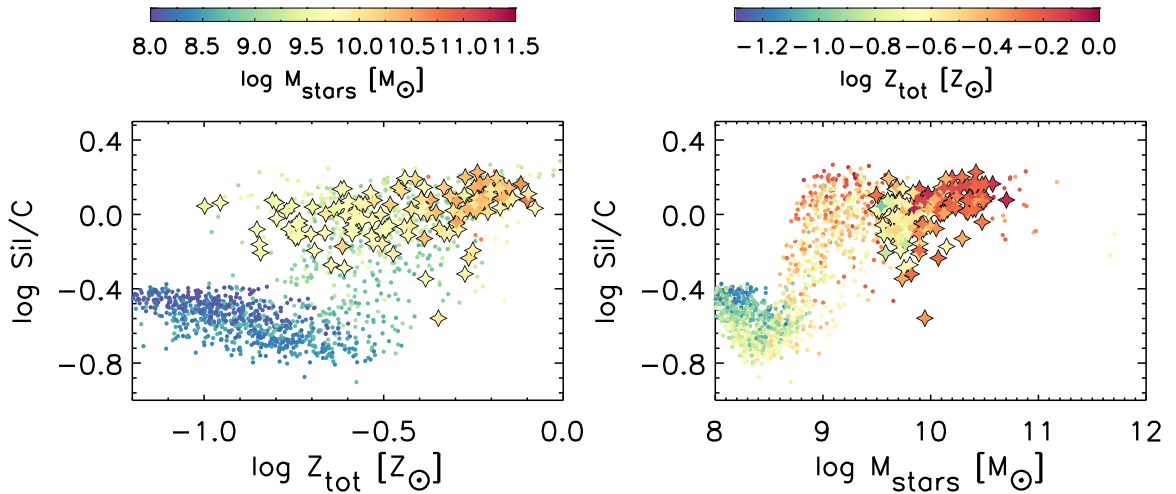 8.0 8.5 9.0 9.5 10.0 10.5 11.0 11.5
log M_stars [M_⊙]
-1.2 -1.0 -0.8 -0.6 -0.4 -0.2 0.0
log Z_tot [Z_⊙]
log Sil/C
0.4
0.0
-0.4
-0.8
-1.0 -0.5 0.0
log Z_tot [Z_⊙]
log Sil/C
0.4
0.0
-0.4
-0.8
8 9 10 11 12
log M_stars [M_⊙]